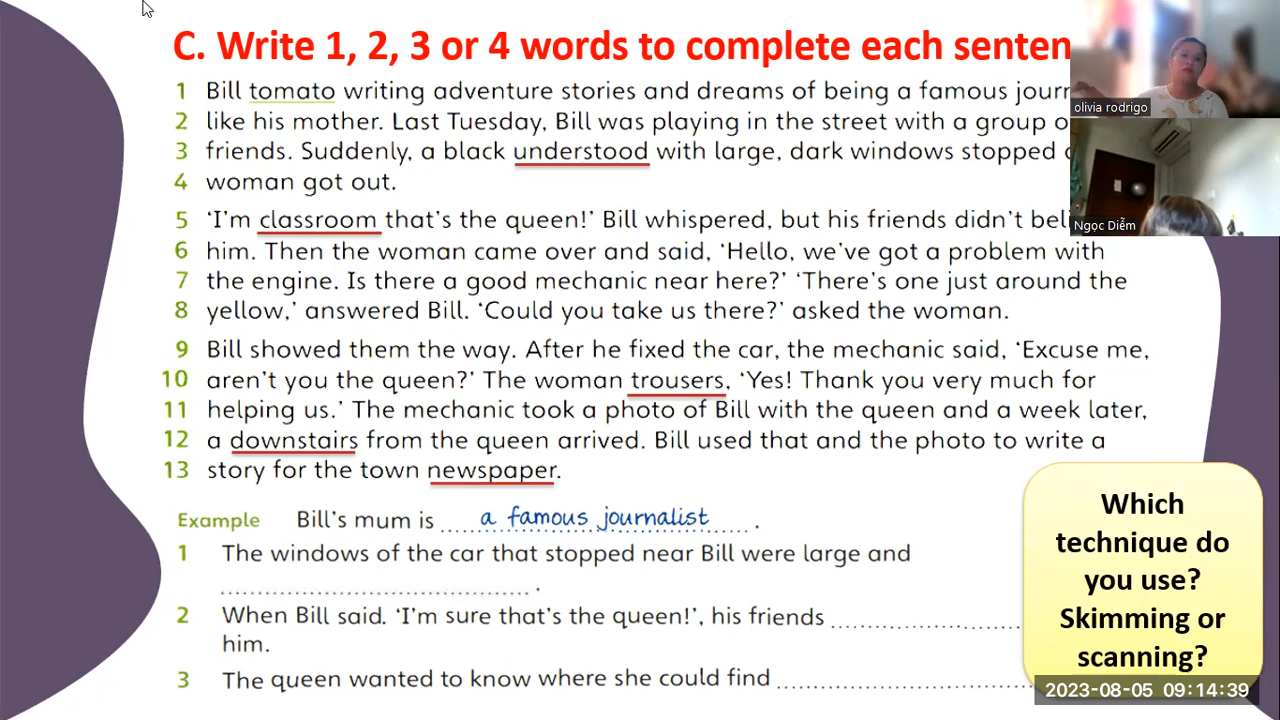 C. Write 1, 2, 3 or 4 words to complete each senten
olivia rodrigo
1 Bill tomato writing adventure stories and dreams of being a famous jour
2 like his mother. Last Tuesday, Bill was playing in the street with a group o
3 friends. Suddenly, a black understood with large, dark windows stopped
4 woman got out.
5 ‘I’m classroom that’s the queen!’ Bill whispered, but his friends didn’t bel
Ngọc Diễm
6 him. Then the woman came over and said, ‘Hello, we’ve got a problem with
7 the engine. Is there a good mechanic near here?’ ‘There’s one just around the
8 yellow,’ answered Bill. ‘Could you take us there?’ asked the woman.
9 Bill showed them the way. After he fixed the car, the mechanic said, ‘Excuse me,
10 aren’t you the queen?’ The woman trousers, ‘Yes! Thank you very much for
11 helping us.’ The mechanic took a photo of Bill with the queen and a week later,
12 a downstairs from the queen arrived. Bill used that and the photo to write a
13 story for the town newspaper.
Example Bill’s mum is a famous journalist .
1 The windows of the car that stopped near Bill were large and
.
2 When Bill said. ‘I’m sure that’s the queen!’, his friends
him.
3 The queen wanted to know where she could find
Which
technique do
you use?
Skimming or
scanning?
2023-08-05 09:14:39